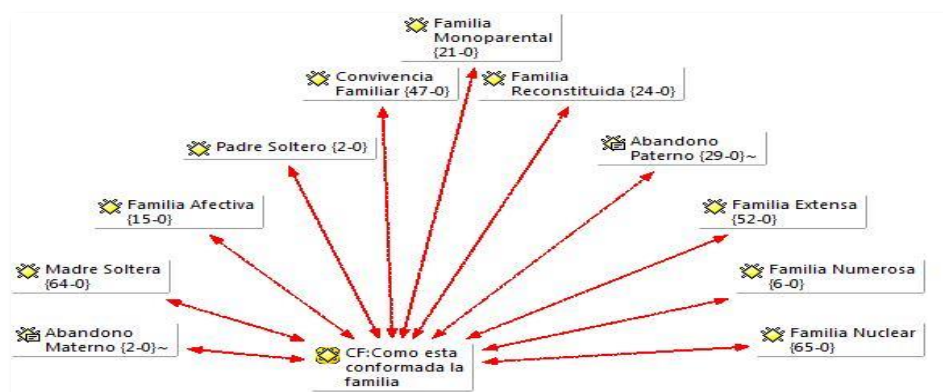 Familia
Monoparental
{21-0}
Convivencia
Familiar {47-0}
Familia
Reconstituida {24-0}
Padre Soltero {2-0}
Abandono
Paterno {29-0}~
Familia Afectiva
{15-0}
Familia Extensa
{52-0}
Madre Soltera
{64-0}
Familia Numerosa
{6-0}
Abandono
Materno {2-0}~
CF:Como esta
conformada la
familia
Familia Nuclear
{65-0}